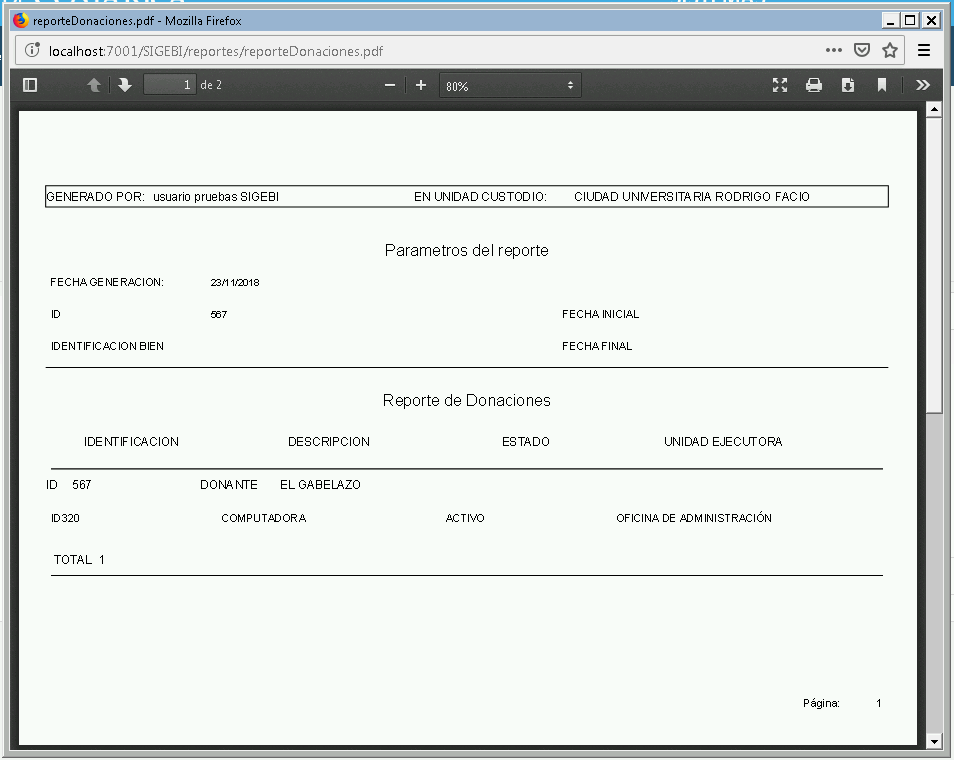 reporteDonaciones.pdf - Mozilla Firefox
localhost:7001/SIGEBI/reportes/reporteDonaciones.pdf
1 de 2 80%
GENERADO POR: usuario pruebas SIGEBI EN UNIDAD CUSTODIO: CIUDAD UNIVERSITARIA RODRIGO FACIO
Parametros del reporte
FECHA GENERACION: 23/11/2018
ID 567 FECHA INICIAL
IDENTIFICACION BIEN FECHA FINAL
Reporte de Donaciones
IDENTIFICACION DESCRIPCION ESTADO UNIDAD EJECUTORA
ID 567 DONANTE EL GABELAZO
ID320 COMPUTADORA ACTIVO OFICINA DE ADMINISTRACIÓN
TOTAL 1
Página: 1